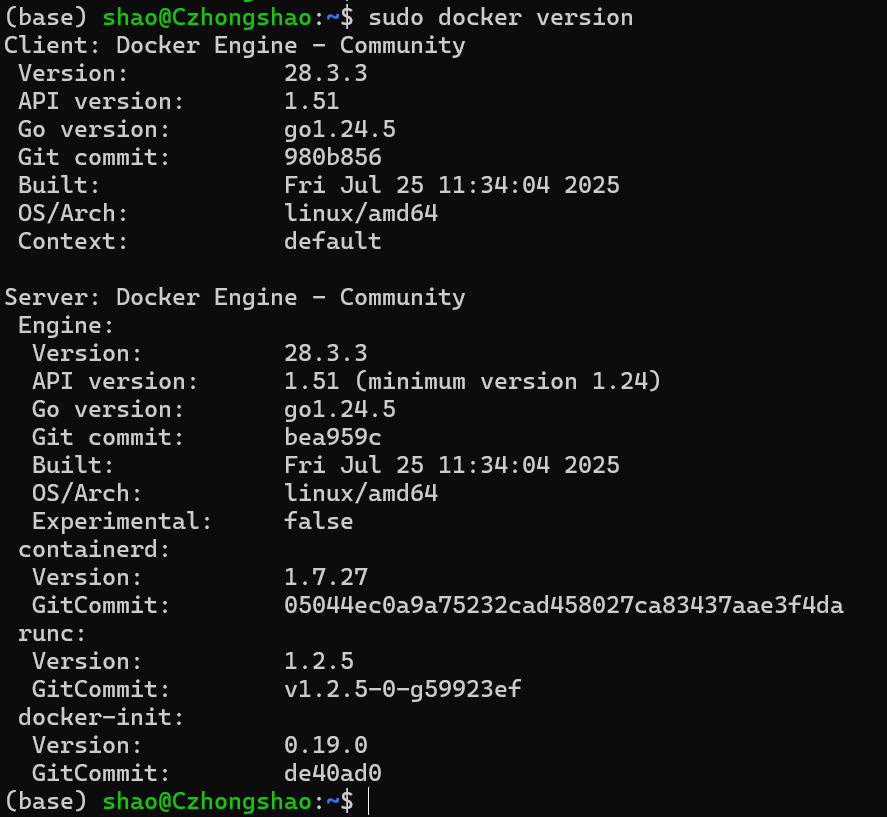 (base) shao@Czhongshao:~$ sudo docker version
Client: Docker Engine - Community
 Version:           28.3.3
 API version:       1.51
 Go version:        go1.24.5
 Git commit:        980b856
 Built:             Fri Jul 25 11:34:04 2025
 OS/Arch:           linux/amd64
 Context:           default

Server: Docker Engine - Community
 Engine:
  Version:          28.3.3
  API version:      1.51 (minimum version 1.24)
  Go version:       go1.24.5
  Git commit:       bea959c
  Built:            Fri Jul 25 11:34:04 2025
  OS/Arch:          linux/amd64
  Experimental:     false
 containerd:
  Version:          1.7.27
  GitCommit:        05044ec0a9a75232cad458027ca83437aae3f4da
 runc:
  Version:          1.2.5
  GitCommit:        v1.2.5-0-g59923ef
 docker-init:
  Version:          0.19.0
  GitCommit:        de40ad0
(base) shao@Czhongshao:~$